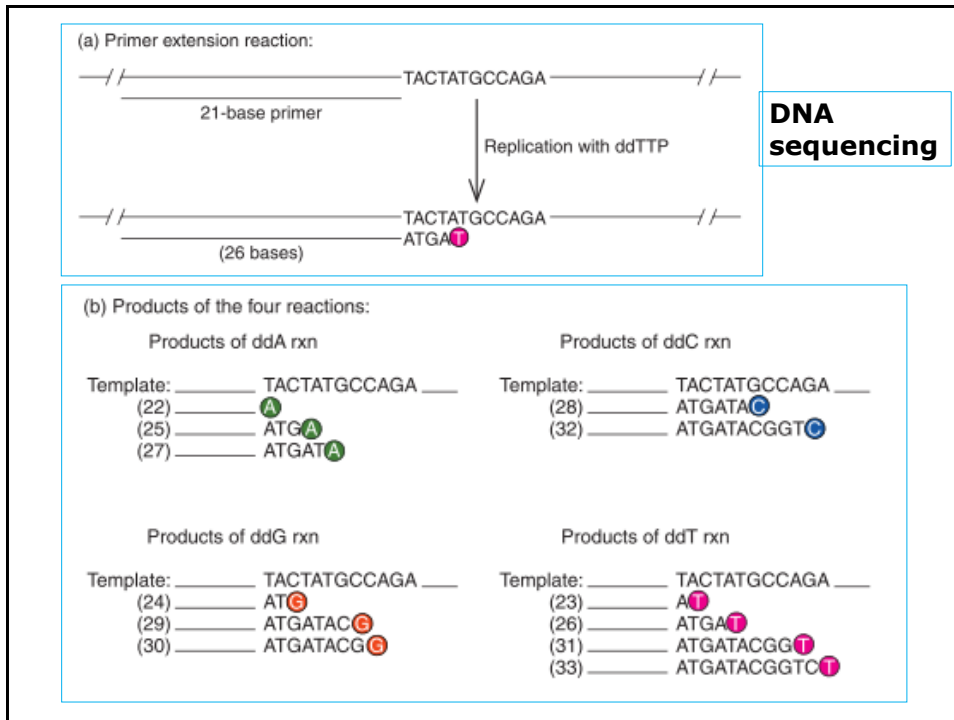 (a) Primer extension reaction:
TACTATGCCAGA
21-base primer
Replication with ddTTP
TACTATGCCAGA
ATGAT
(26 bases)
DNA
sequencing
(b) Products of the four reactions:
Products of ddA rxn
Template: TACTATGCCAGA
(22) A
(25) ATGA
(27) ATGATA
Products of ddC rxn
Template: TACTATGCCAGA
(28) ATGATAC
(32) ATGATACGGTC
Products of ddG rxn
Template: TACTATGCCAGA
(24) ATG
(29) ATGATACG
(30) ATGATACGG
Products of ddT rxn
Template: TACTATGCCAGA
(23) AT
(26) ATGAT
(31) ATGATACGGT
(33) ATGATACGGTCT